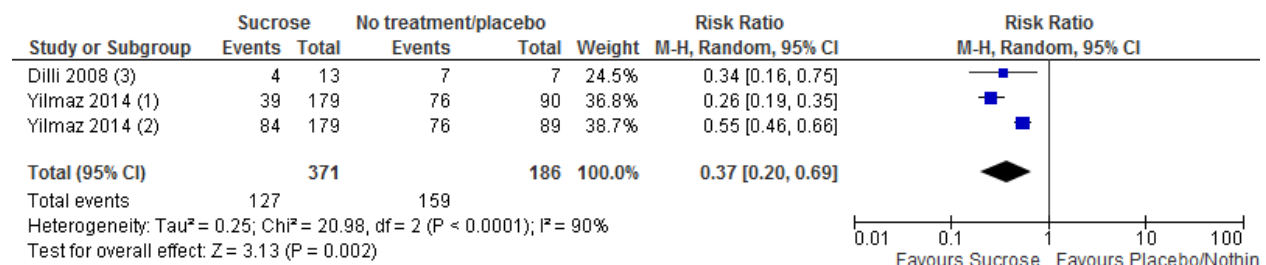 Sucrose No treatment/placebo Risk Ratio Risk Ratio
Study or Subgroup Events Total Events Total Weight M-H, Random, 95% CI M-H, Random, 95% CI
Dilli 2008 (3) 4 13 7 7 24.5% 0.34 [0.16, 0.75]
Yilmaz 2014 (1) 39 179 76 90 36.8% 0.26 [0.19, 0.35]
Yilmaz 2014 (2) 84 179 76 89 38.7% 0.55 [0.46, 0.66]
Total (95% CI) 371 186 100.0% 0.37 [0.20, 0.69]
Total events 127 159
Heterogeneity: Tau² = 0.25; Chi² = 20.98, df = 2 (P < 0.0001); I² = 90%
Test for overall effect: Z = 3.13 (P = 0.002)
0.01 0.1 1 10 100
Favours Sucrose Favours Placebo/Nothin